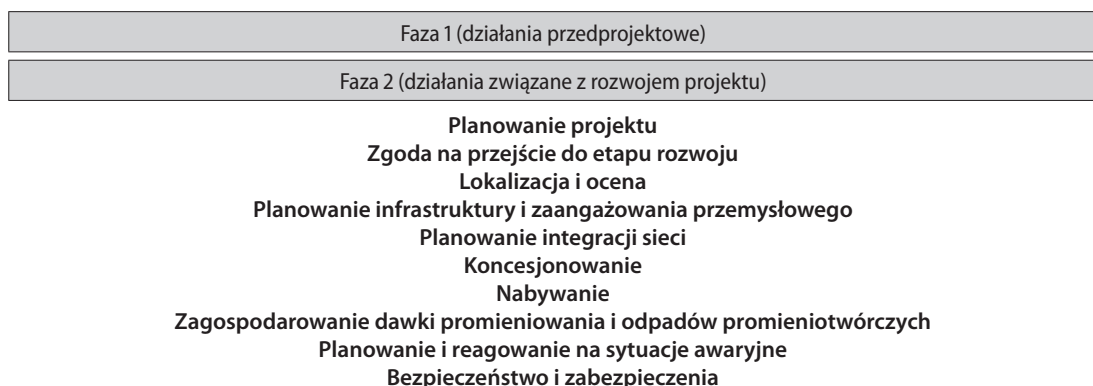 Faza 1 (działania przedprojektowe)
Faza 2 (działania związane z rozwojem projektu)
Planowanie projektu
Zgoda na przejście do etapu rozwoju
Lokalizacja i ocena
Planowanie infrastruktury i zaangażowania przemysłowego
Planowanie integracji sieci
Koncesjonowanie
Nabywanie
Zagospodarowanie dawki promieniowania i odpadów promieniotwórczych
Planowanie i reagowanie na sytuacje awaryjne
Bezpieczeństwo i zabezpieczenia